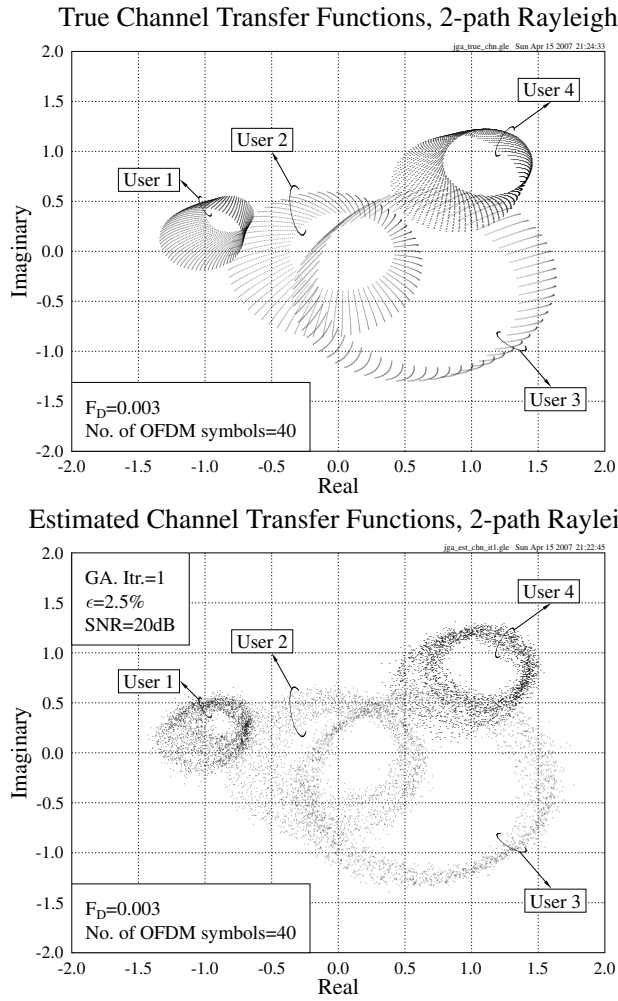 True Channel Transfer Functions, 2-path Rayleigh
jga_true_chn.gle Sun Apr 15 2007 21:24:33
2.0
1.5
1.0
0.5
0.0
-0.5
-1.0
-1.5
-2.0
Imaginary
User 4
User 2
User 1
User 3
F_D=0.003
No. of OFDM symbols=40
-2.0 -1.5 -1.0 -0.5 0.0 0.5 1.0 1.5 2.0
Real
Estimated Channel Transfer Functions, 2-path Raylei
jga_est_chn_it1.gle Sun Apr 15 2007 21:22:45
2.0
1.5
1.0
0.5
0.0
-0.5
-1.0
-1.5
-2.0
Imaginary
GA. Itr.=1
ϵ=2.5%
SNR=20dB
User 4
User 2
User 1
User 3
F_D=0.003
No. of OFDM symbols=40
-2.0 -1.5 -1.0 -0.5 0.0 0.5 1.0 1.5 2.0
Real